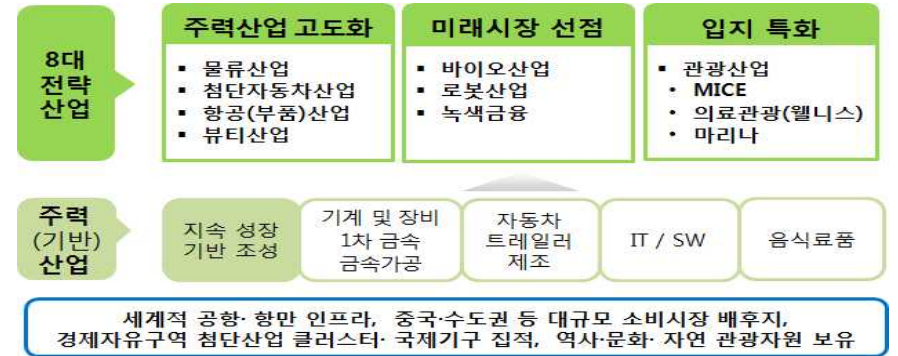 8대
전략
산업
주력산업 고도화
▪ 물류산업
▪ 첨단자동차산업
▪ 항공(부품)산업
▪ 뷰티산업
미래시장 선점
▪ 바이오산업
▪ 로봇산업
▪ 녹색금융
입지 특화
▪ 관광산업
• MICE
• 의료관광(웰니스)
• 마리나
주력
(기반)
산업
지속 성장
기반 조성
기계 및 장비
1차 금속
금속가공
자동차
트레일러
제조
IT / SW
음식료품
세계적 공항· 항만 인프라, 중국·수도권 등 대규모 소비시장 배후지,
경제자유구역 첨단산업 클러스터· 국제기구 집적, 역사·문화· 자연 관광자원 보유